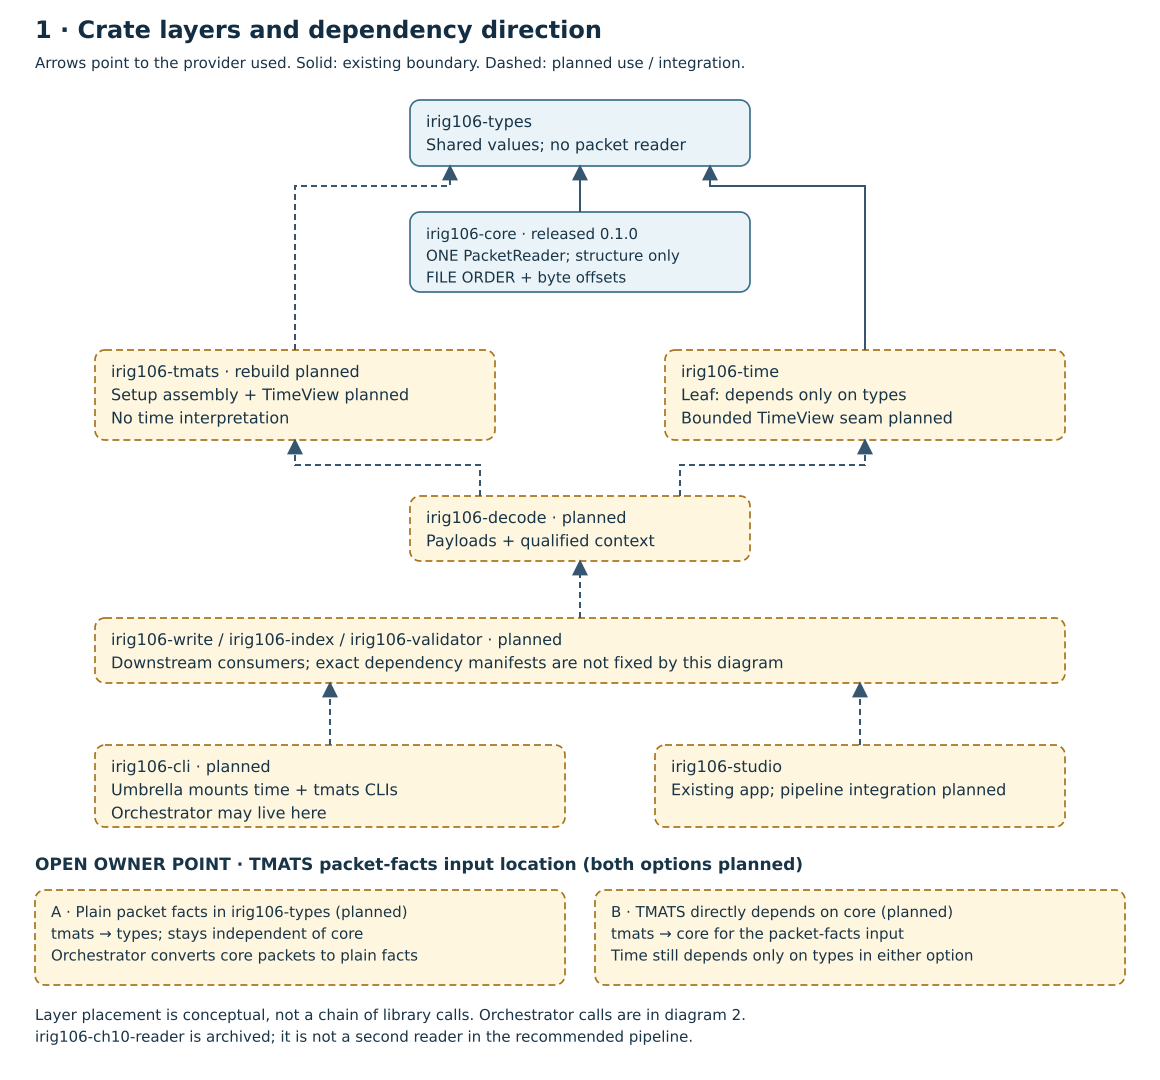 1 · Crate layers and dependency direction
Arrows point to the provider used. Solid: existing boundary. Dashed: planned use / integration.
irig106-types
Shared values; no packet reader
irig106-core · released 0.1.0
ONE PacketReader; structure only
FILE ORDER + byte offsets
irig106-tmats · rebuild planned
Setup assembly + TimeView planned
No time interpretation
irig106-time
Leaf: depends only on types
Bounded TimeView seam planned
irig106-decode · planned
Payloads + qualified context
irig106-write / irig106-index / irig106-validator · planned
Downstream consumers; exact dependency manifests are not fixed by this diagram
irig106-cli · planned
Umbrella mounts time + tmats CLIs
Orchestrator may live here
irig106-studio
Existing app; pipeline integration planned
OPEN OWNER POINT · TMATS packet-facts input location (both options planned)
A · Plain packet facts in irig106-types (planned)
tmats → types; stays independent of core
Orchestrator converts core packets to plain facts
B · TMATS directly depends on core (planned)
tmats → core for the packet-facts input
Time still depends only on types in either option
Layer placement is conceptual, not a chain of library calls. Orchestrator calls are in diagram 2.
irig106-ch10-reader is archived; it is not a second reader in the recommended pipeline.